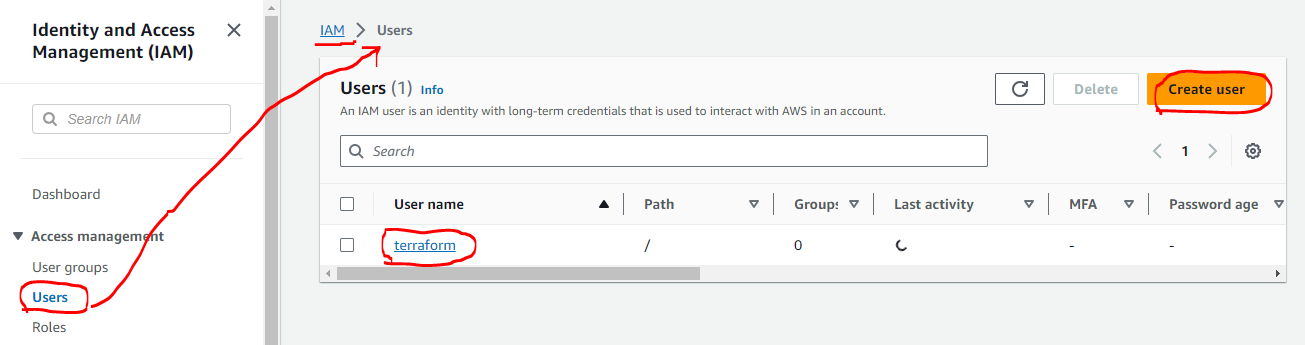 Identity and Access
Management (IAM)
Search IAM
Dashboard
Access management
User groups
Users
Roles
IAM > Users
Users (1) Info
An IAM user is an identity with long-term credentials that is used to interact with AWS in an account.
Delete
Create user
Search
1
User name Path Groups Last activity MFA Password age
terraform / 0 - -